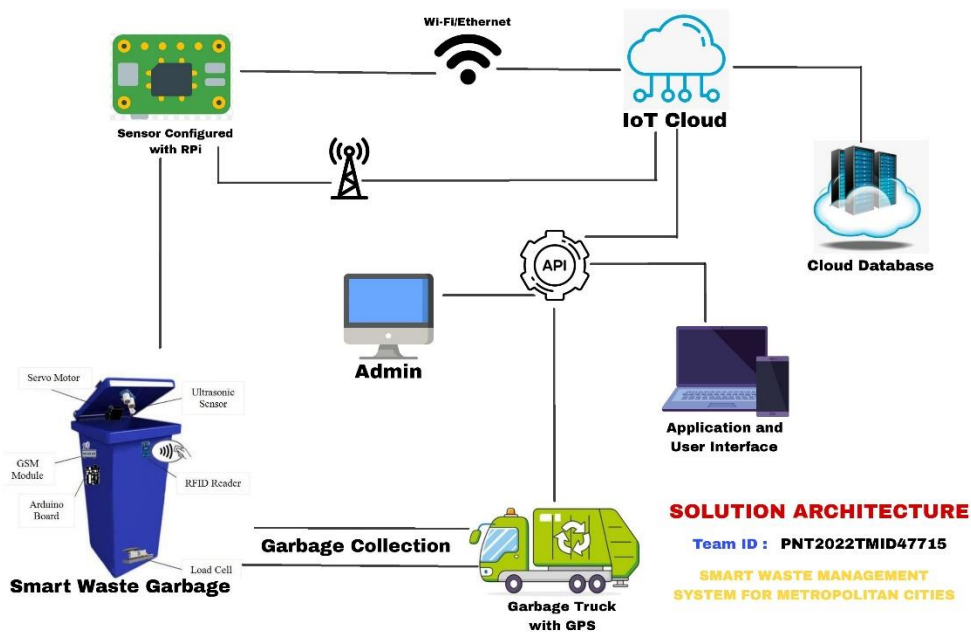 Wi-Fi/Ethernet
IoT Cloud
Sensor Configured
with RPi
Cloud Database
API
Admin
Application and
User Interface
Servo Motor
Ultrasonic
Sensor
GSM
Module
RFID Reader
Arduino
Board
Load Cell
Smart Waste Garbage
Garbage Collection
Garbage Truck
with GPS
SOLUTION ARCHITECTURE
Team ID : PNT2022TMID47715
SMART WASTE MANAGEMENT
SYSTEM FOR METROPOLITAN CITIES